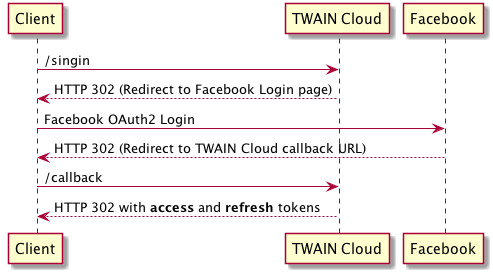 Client TWAIN Cloud Facebook
/singin
HTTP 302 (Redirect to Facebook Login page)
Facebook OAuth2 Login
HTTP 302 (Redirect to TWAIN Cloud callback URL)
/callback
HTTP 302 with access and refresh tokens
Client TWAIN Cloud Facebook